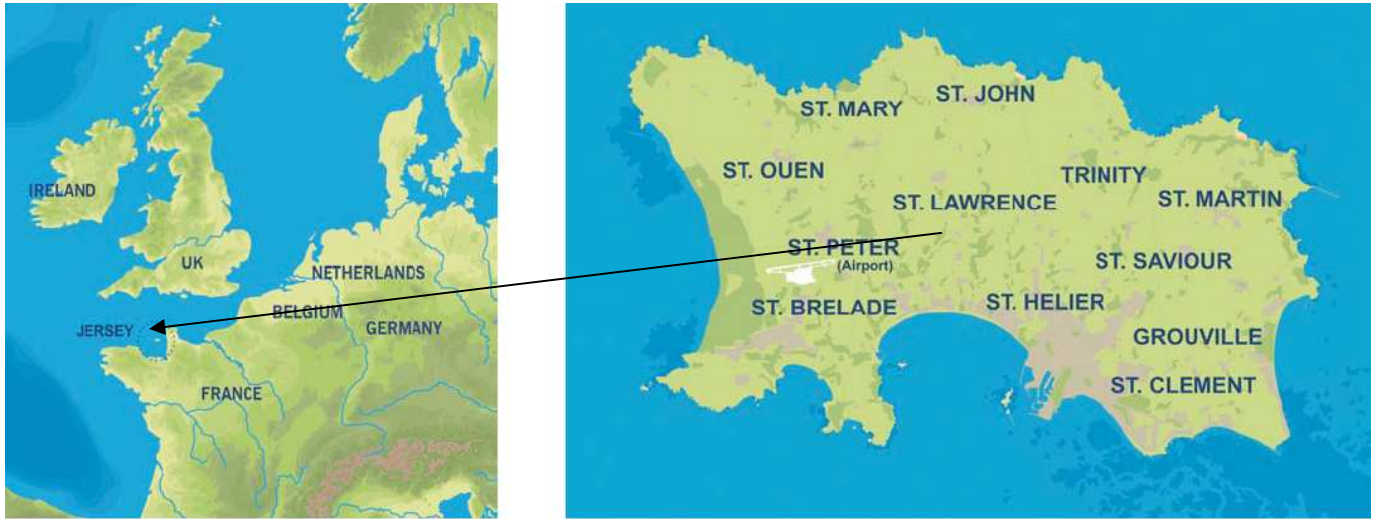 IRELAND
UK
NETHERLANDS
BELGIUM
GERMANY
JERSEY
FRANCE
ST. MARY
ST. JOHN
ST. OUEN
TRINITY
ST. LAWRENCE
ST. MARTIN
ST. PETER
(Airport)
ST. SAVIOUR
ST. BRELADE
ST. HELIER
GROUVILLE
ST. CLEMENT